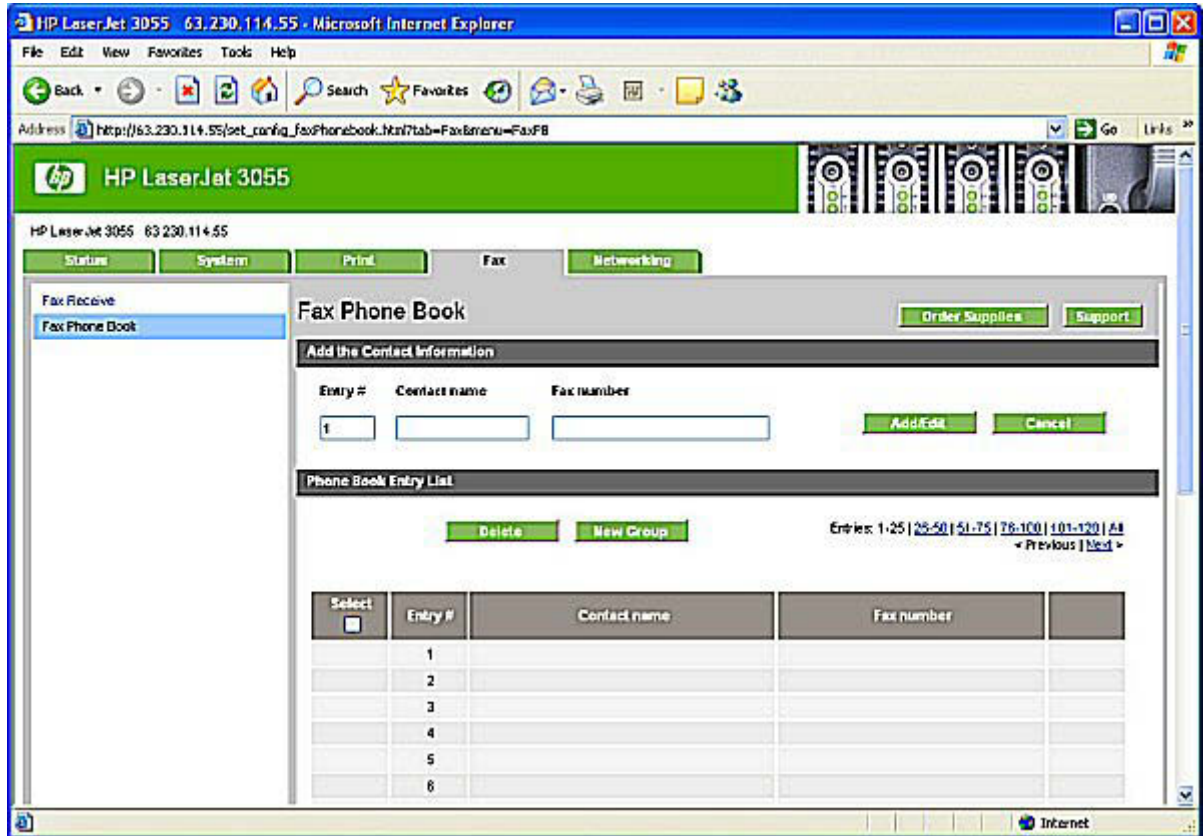 HP LaserJet 3055 63.230.114.55 - Microsoft Internet Explorer
File Edit View Favorites Tools Help
Back Search Favorites
Address http://63.230.114.55/set_config_faxPhonebook.html?tab=Fax&menu=FaxPB Go Links »
hp HP LaserJet 3055
HP LaserJet 3055 63.230.114.55
Status System Print Fax Networking
Fax Receive
Fax Phone Book
Fax Phone Book Order Supplies Support
Add the Contact Information
Entry # Contact name Fax number
1 Add/Edit Cancel
Phone Book Entry List
Delete New Group Entries: 1-25 | 26-50 | 51-75 | 76-100 | 101-120 | All
< Previous | Next >
Select Entry # Contact name Fax number
1
2
3
4
5
6
Internet